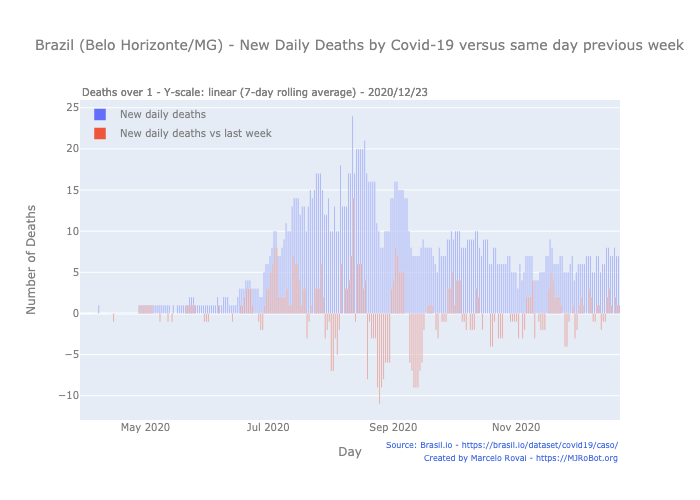 Brazil (Belo Horizonte/MG) - New Daily Deaths by Covid-19 versus same day previous week
Deaths over 1 - Y-scale: linear (7-day rolling average) - 2020/12/23
New daily deaths
New daily deaths vs last week
25
20
15
10
5
0
−5
−10
Number of Deaths
May 2020
Jul 2020
Sep 2020
Nov 2020
Day
Source: Brasil.io - https://brasil.io/dataset/covid19/caso/
Created by Marcelo Rovai - https://MJRoBot.org